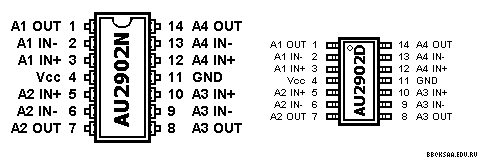 A1 OUT 1 14 A4 OUT
A1 IN- 2 13 A4 IN-
A1 IN+ 3 12 A4 IN+
Vcc 4 11 GND
A2 IN+ 5 10 A3 IN+
A2 IN- 6 9 A3 IN-
A2 OUT 7 8 A3 OUT
AU2902N
A1 OUT 1 14 A4 OUT
A1 IN- 2 13 A4 IN-
A1 IN+ 3 12 A4 IN+
Vcc 4 11 GND
A2 IN+ 5 10 A3 IN+
A2 IN- 6 9 A3 IN-
A2 OUT 7 8 A3 OUT
AU2902D